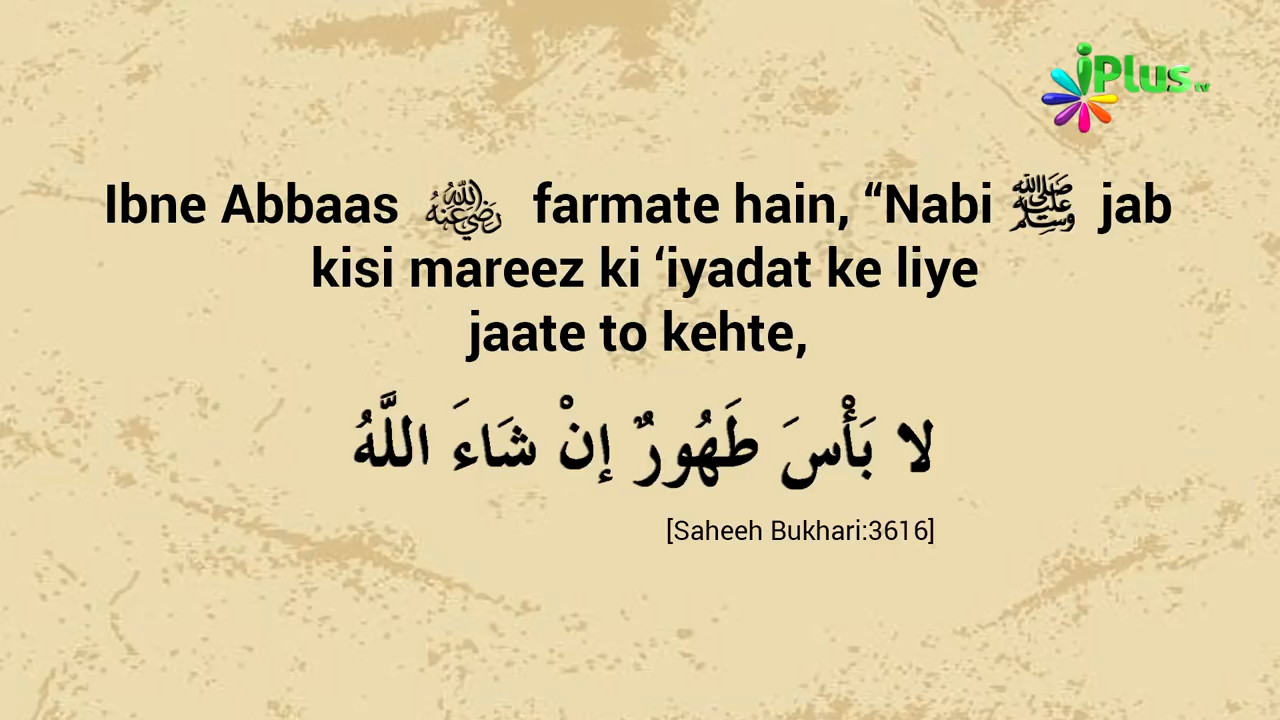 iPlus tv
Ibne Abbaas رضي الله عنه farmate hain, “Nabi صلى الله عليه وسلم jab
kisi mareez ki ‘iyadat ke liye
jaate to kehte,
لا بَأْسَ طَهُورٌ إِنْ شَاءَ اللَّهُ
[Saheeh Bukhari:3616]